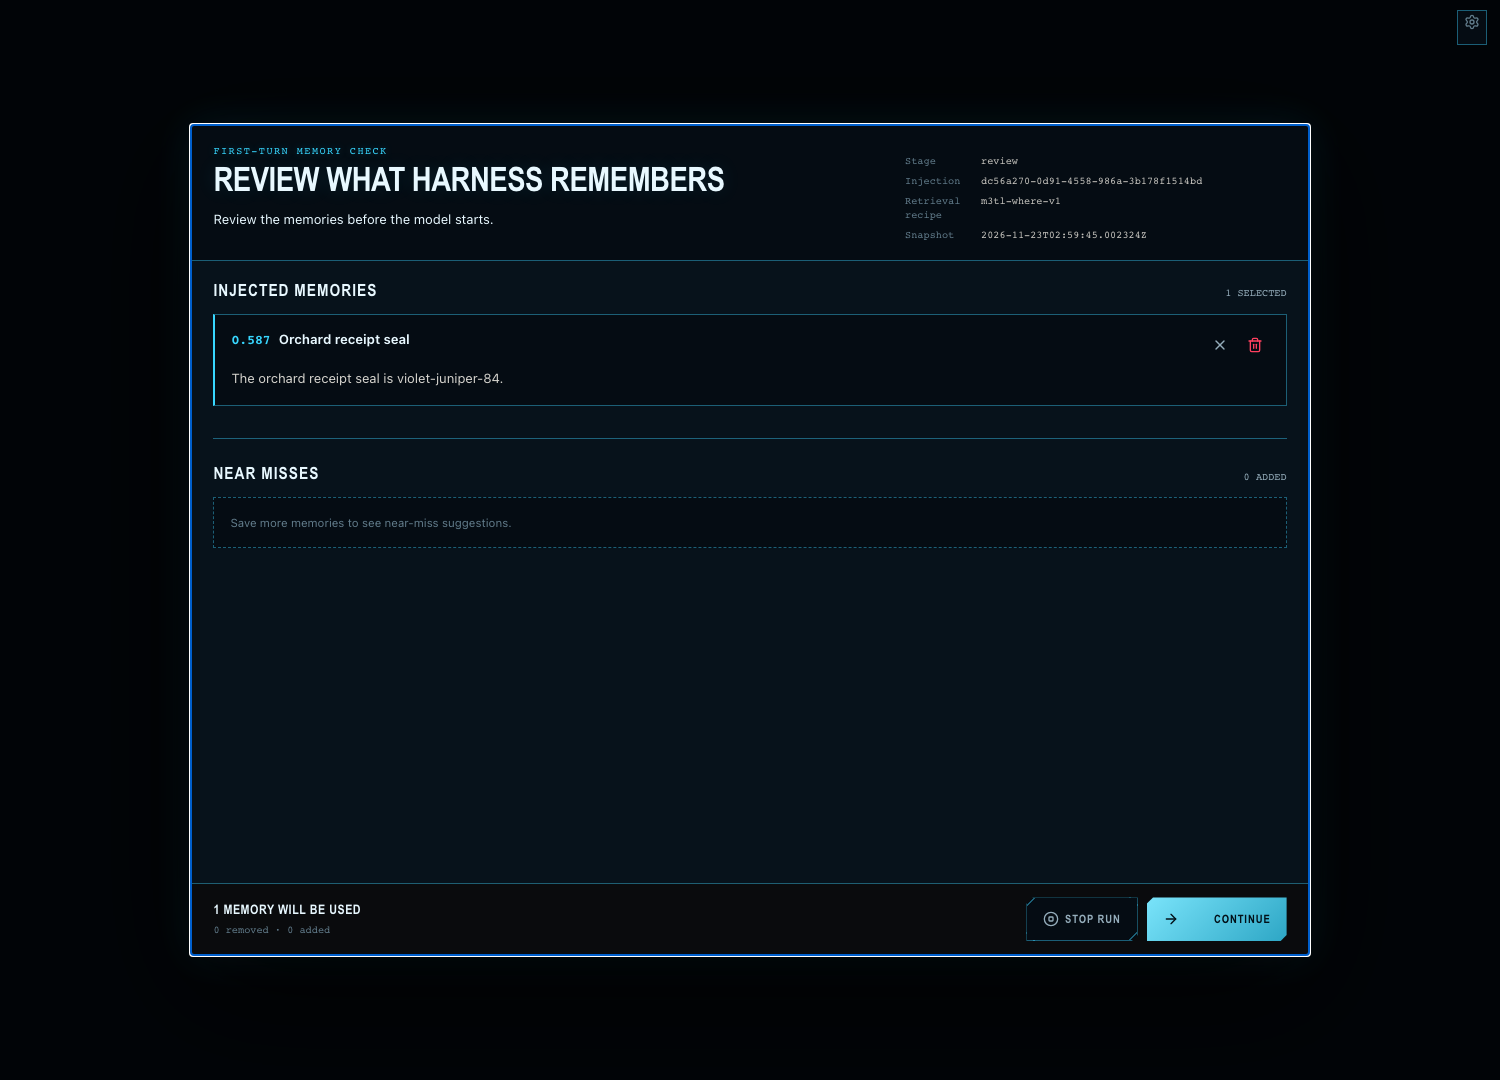 FIRST-TURN MEMORY CHECK
REVIEW WHAT HARNESS REMEMBERS
Review the memories before the model starts.
Stage review
Injection dc56a270-0d91-4558-986a-3b178f1514bd
Retrieval recipe m3tl-where-v1
Snapshot 2026-11-23T02:59:45.002324Z
INJECTED MEMORIES
1 SELECTED
0.587 Orchard receipt seal
The orchard receipt seal is violet-juniper-84.
NEAR MISSES
0 ADDED
Save more memories to see near-miss suggestions.
1 MEMORY WILL BE USED
0 removed · 0 added
STOP RUN
CONTINUE